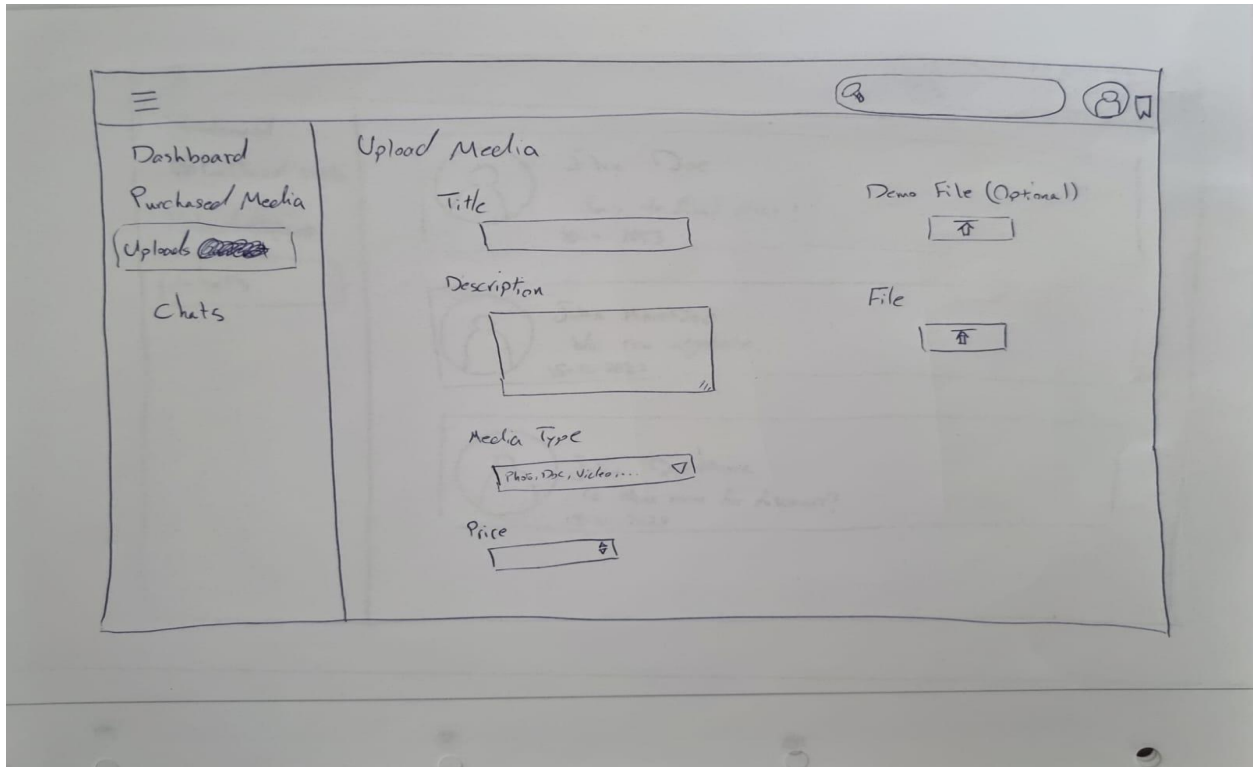 Dashboard
Purchased Media
Uploads
Chats
Upload Media
Title
Description
Media Type
Photo, Doc, Video,...
Price
Demo File (Optional)
File